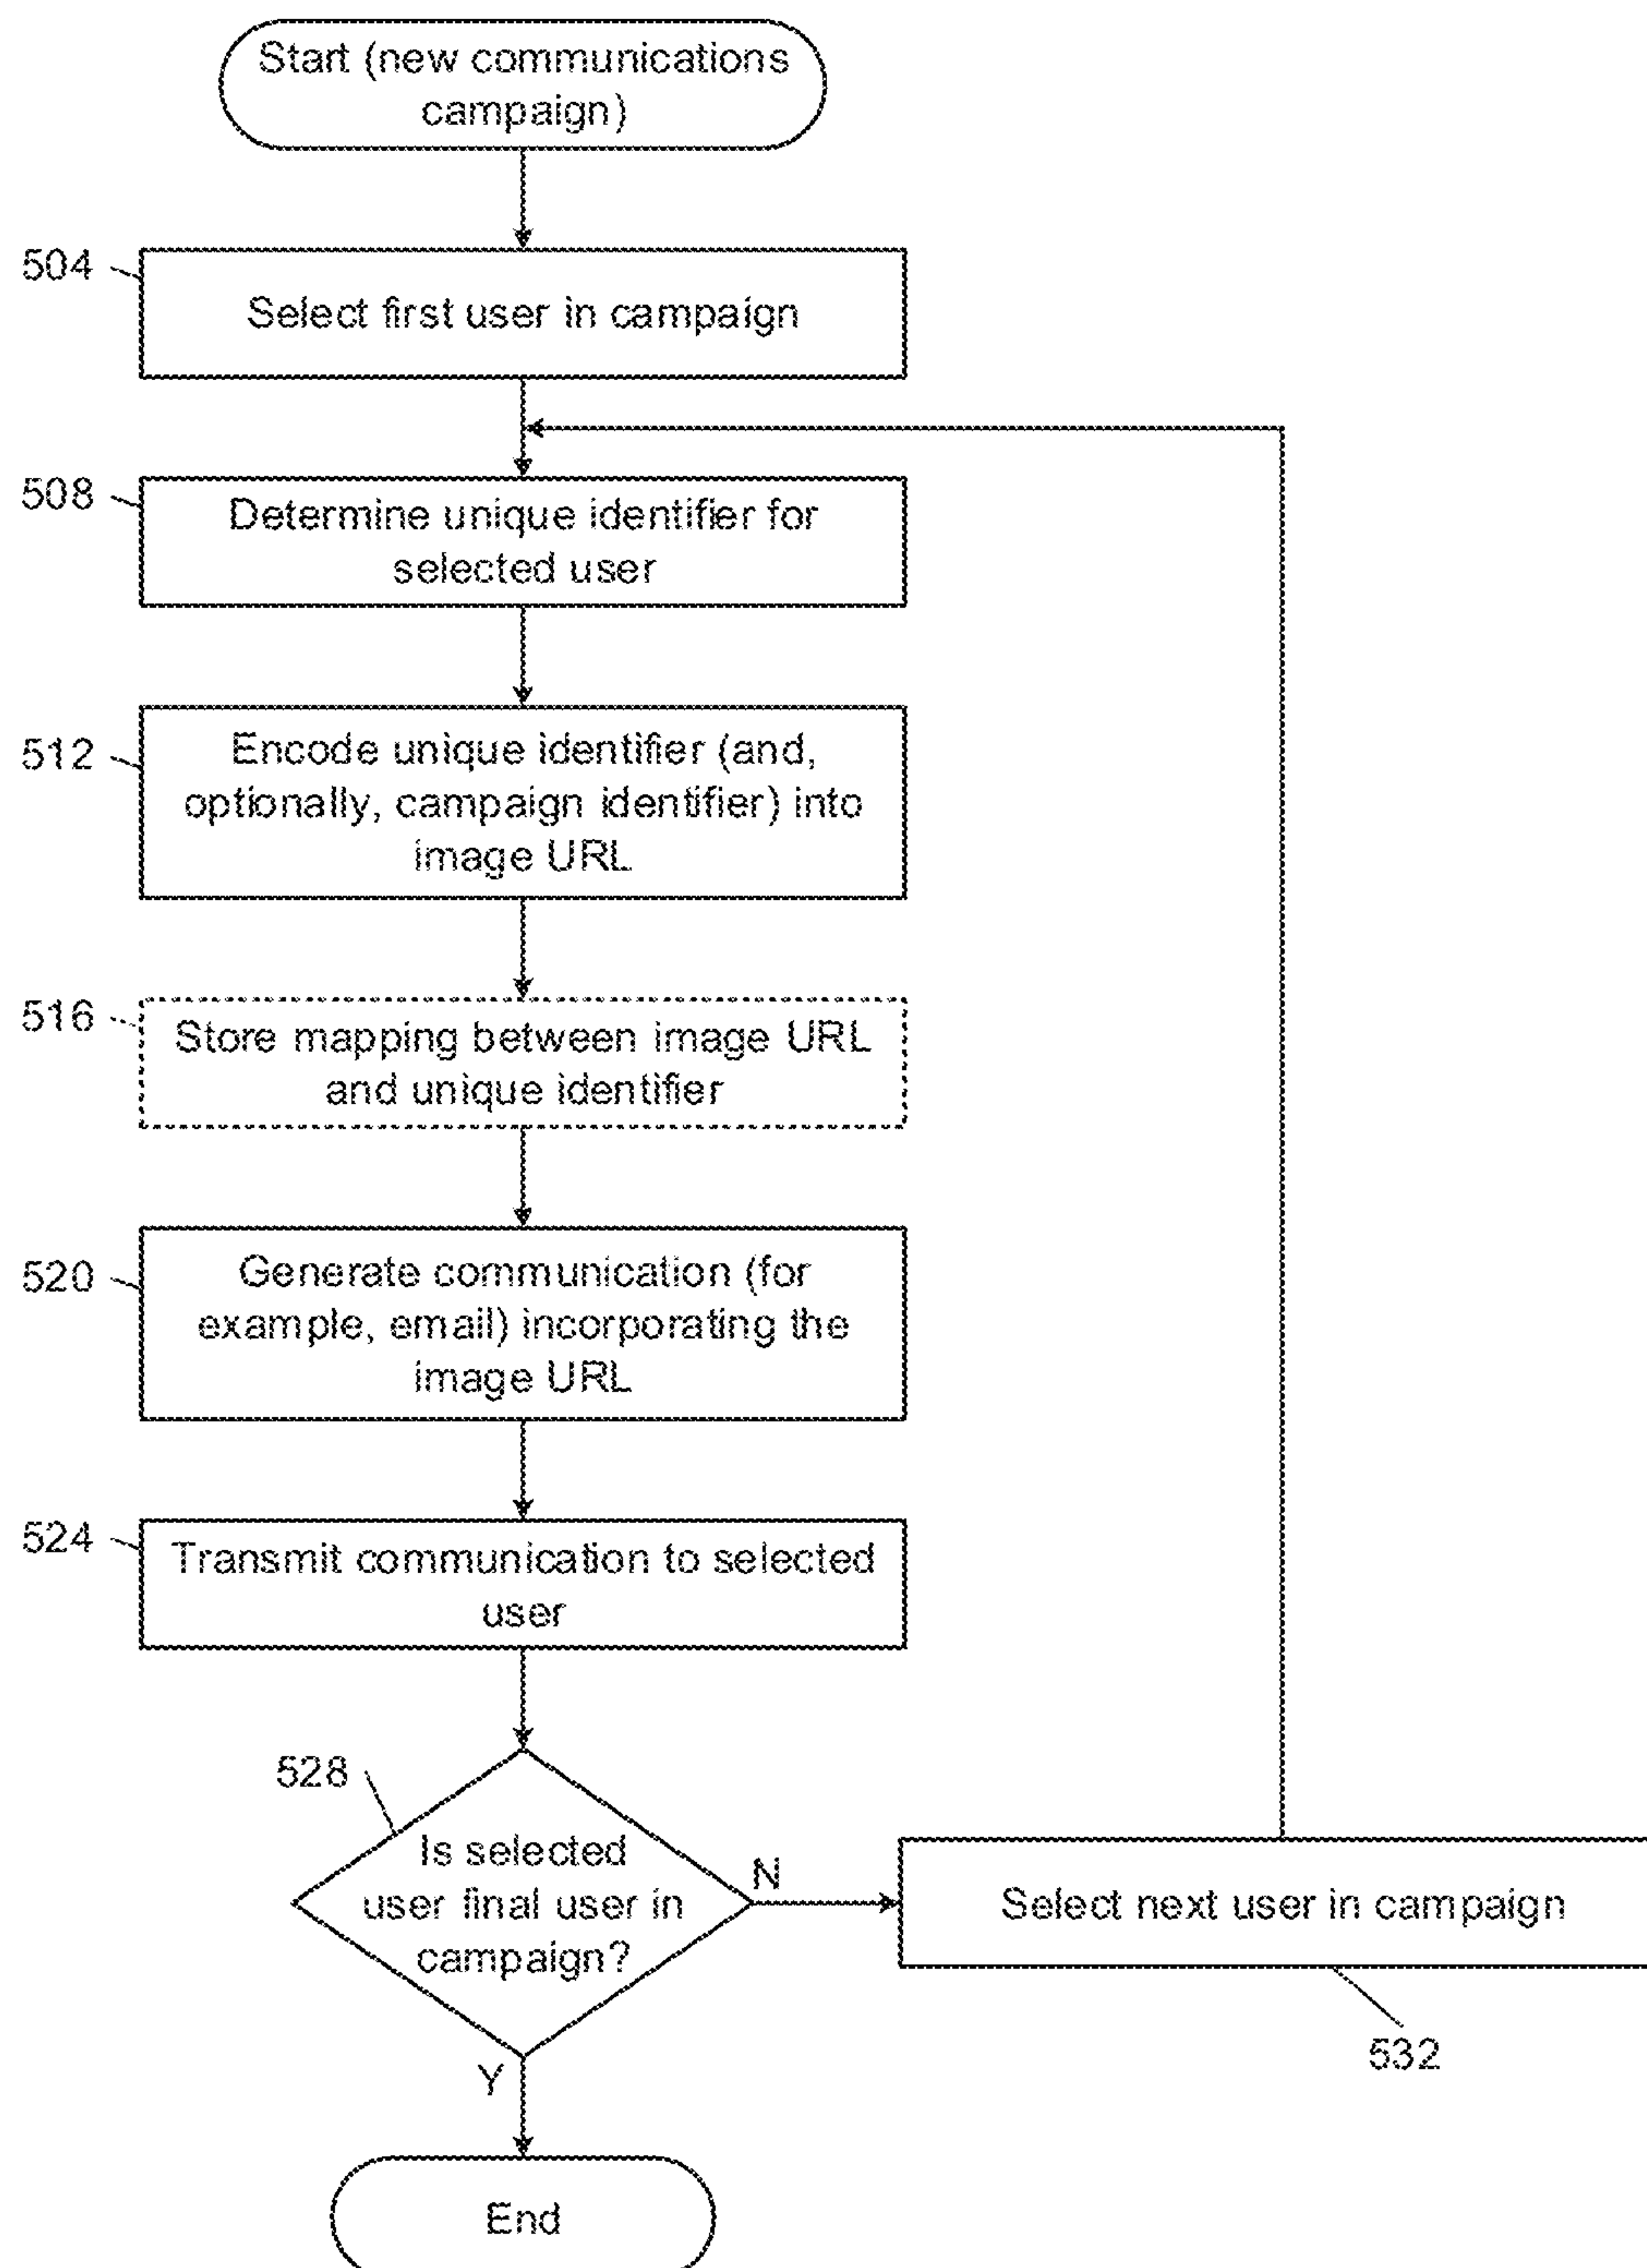 Start (new communications
campaign)
504
Select first user in campaign
508
Determine unique identifier for
selected user
512
Encode unique identifier (and,
optionally, campaign identifier) into
image URL
516
Store mapping between image URL
and unique identifier
520
Generate communication (for
example, email) incorporating the
image URL
524
Transmit communication to selected
user
528
Is selected
user final user in
campaign?
N
Select next user in campaign
532
Y
End